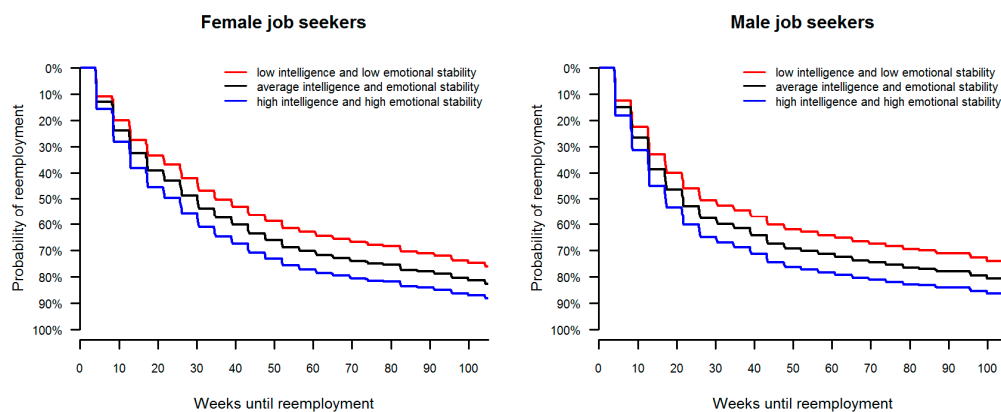 Female job seekers
low intelligence and low emotional stability
average intelligence and emotional stability
high intelligence and high emotional stability
Probability of reemployment
0%
10%
20%
30%
40%
50%
60%
70%
80%
90%
100%
0 10 20 30 40 50 60 70 80 90 100
Weeks until reemployment
Male job seekers
low intelligence and low emotional stability
average intelligence and emotional stability
high intelligence and high emotional stability
Probability of reemployment
0%
10%
20%
30%
40%
50%
60%
70%
80%
90%
100%
0 10 20 30 40 50 60 70 80 90 100
Weeks until reemployment